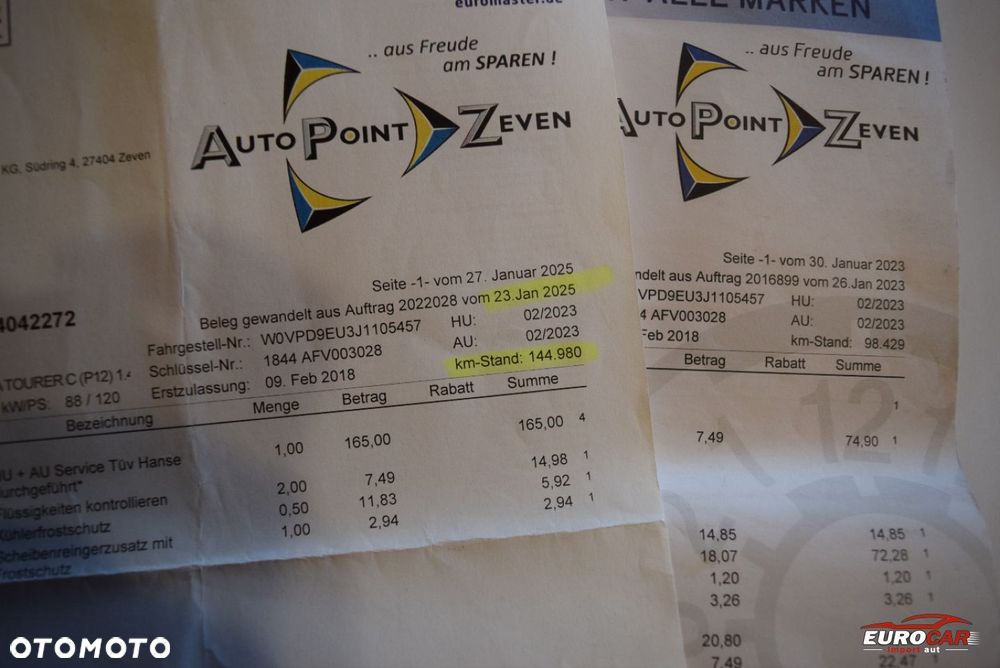 euromaster.de
ALLE MARKEN
.. aus Freude
am SPAREN !
AUTO POINT ZEVEN
KG, Südring 4, 27404 Zeven
Seite -1- vom 27. Januar 2025
Beleg gewandelt aus Auftrag 2022028 vom 23.Jan 2025
4042272
Fahrgestell-Nr.: W0VPD9EU3J1105457 HU: 02/2023
Schlüssel-Nr.: 1844 AFV003028 AU: 02/2023
Erstzulassung: 09. Feb 2018 km-Stand: 144.980
TOURER C (P12) 1.4
kW/PS: 88 / 120
Bezeichnung Menge Betrag Rabatt Summe
HU + AU Service Tüv Hanse 1,00 165,00 165,00 4
durchgeführt"
Flüssigkeiten kontrollieren 2,00 7,49 14,98 1
Kühlerfrostschutz 0,50 11,83 5,92 1
Scheibenreingerzusatz mit 1,00 2,94 2,94 1
Frostschutz
.. aus Freude
am SPAREN !
AUTO POINT ZEVEN
Seite -1- vom 30. Januar 2023
wandelt aus Auftrag 2016899 vom 26.Jan 2023
VPD9EU3J1105457 HU: 02/2023
AFV003028 AU: 02/2023
Feb 2018 km-Stand: 98.429
Betrag Rabatt Summe
1
7,49 74,90 1
14,85 14,85 1
18,07 72,28 1
1,20 1,20 1
3,26 3,26 1
20,80
7,49 22,47 1
OTOMOTO
EUROCAR
import aut